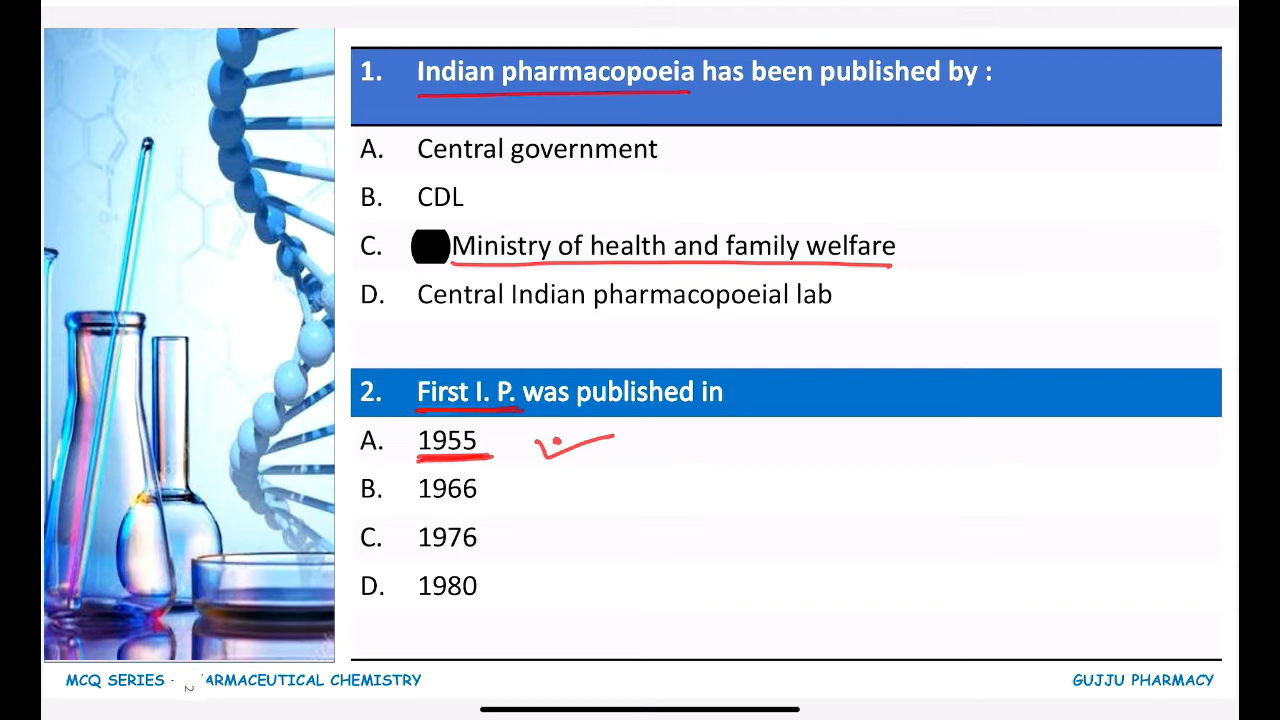 1. Indian pharmacopoeia has been published by :
A. Central government
B. CDL
C. Ministry of health and family welfare
D. Central Indian pharmacopoeial lab
2. First I. P. was published in
A. 1955
B. 1966
C. 1976
D. 1980
MCQ SERIES - ARMACEUTICAL CHEMISTRY
2
GUJJU PHARMACY